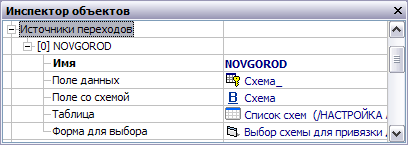 Инспектор объектов
Источники переходов
[0] NOVGOROD
Имя NOVGOROD
Поле данных Схема_
Поле со схемой B Схема
Таблица Список схем (/НАСТРОЙКА
Форма для выбора Выбор схемы для привязки